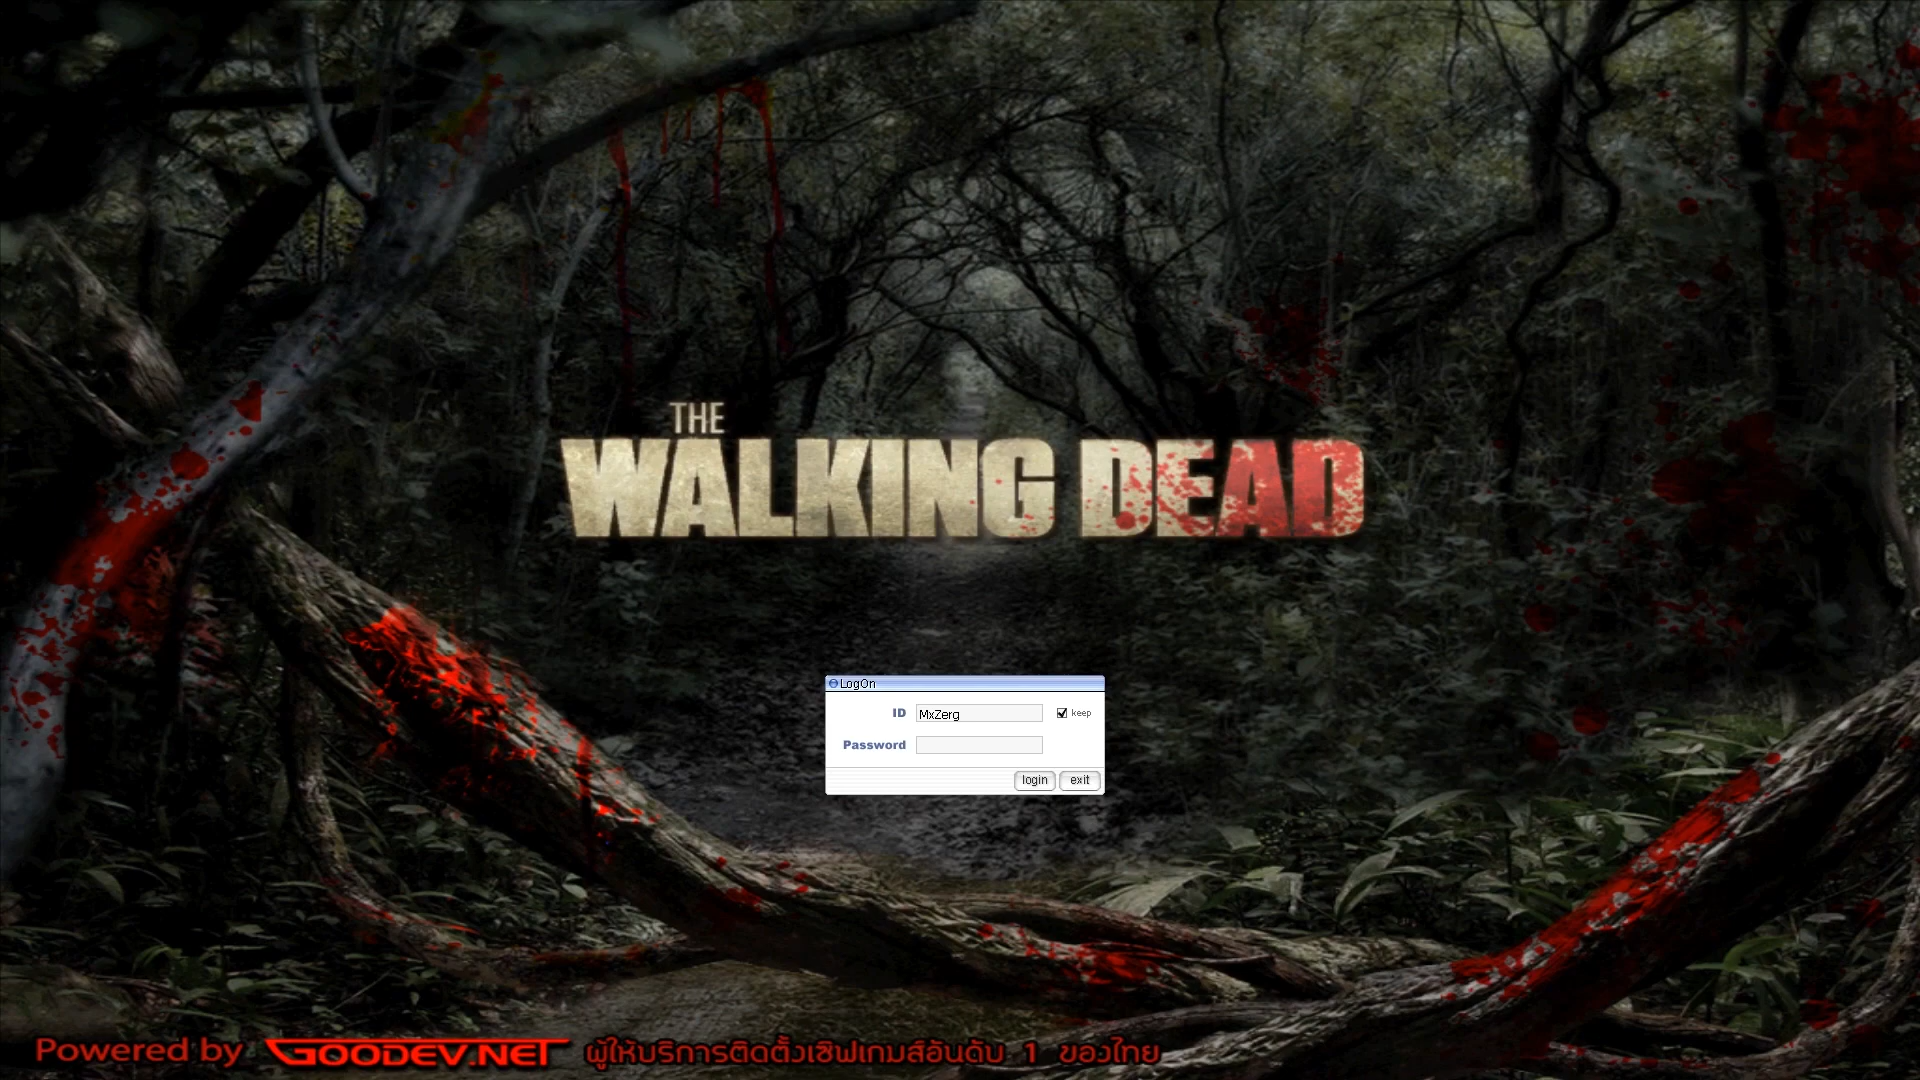 THE
WALKING DEAD
LogOn
ID MxZerg keep
Password
login exit
Powered by GOODEV.NET ผู้ให้บริการติดตั้งเซิฟเกมส์อันดับ 1 ของไทย